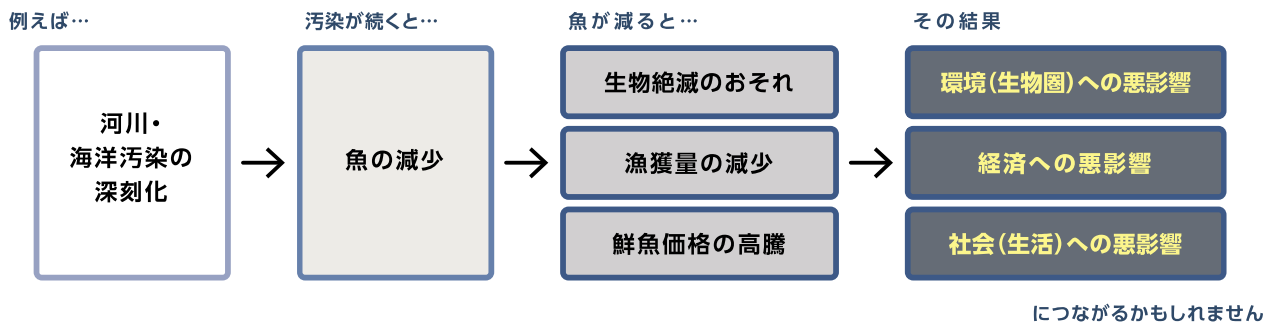 例えば…
河川・
海洋汚染の
深刻化
汚染が続くと…
魚の減少
魚が減ると…
生物絶滅のおそれ
漁獲量の減少
鮮魚価格の高騰
その結果
環境（生物圏）への悪影響
経済への悪影響
社会（生活）への悪影響
につながるかもしれません